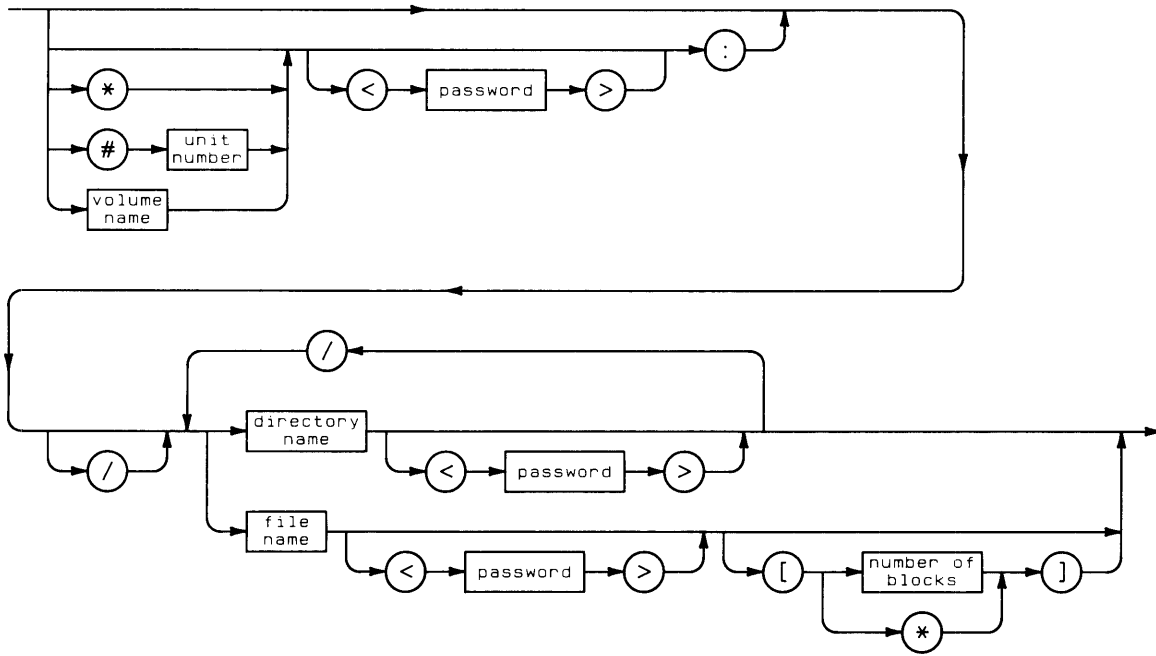 :
*
< password >
# unit
number
volume
name
/
directory
name
/
< password >
file
name
< password >
[ number of
blocks ]
*